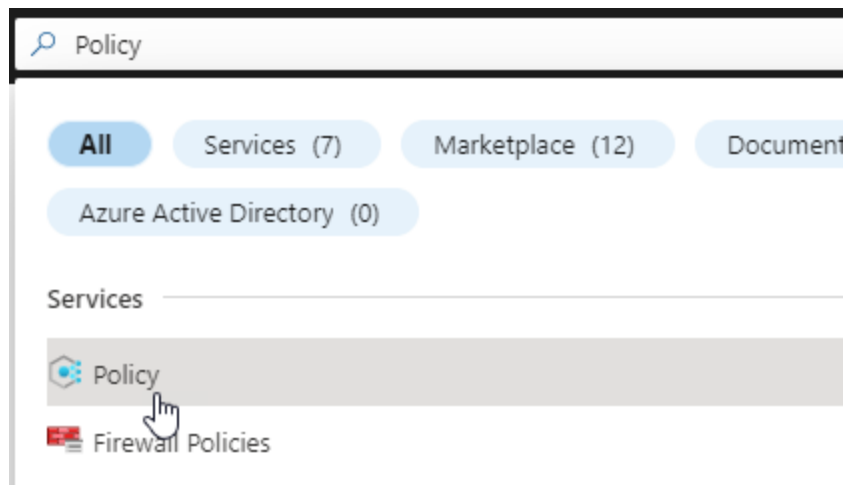 Policy
All Services (7) Marketplace (12) Document
Azure Active Directory (0)
Services
Policy
Firewall Policies